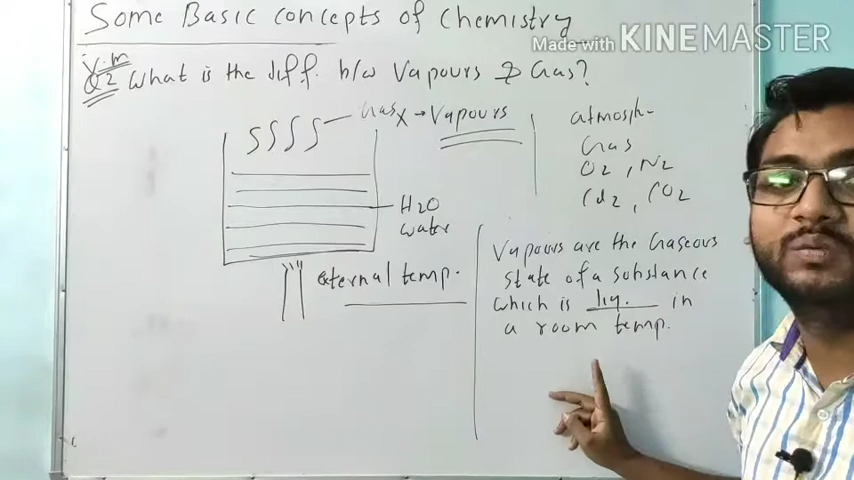 Some Basic concepts of Chemistry
Made with KINEMASTER
V.m
Q2 What is the diff. b/w Vapours & Gas?
Gas x → Vapours
H2O
water
external temp.
atmosph-
Gas
O2, N2
Cl2, CO2
Vapours are the Gaseous
state of a substance
which is liq. in
a room temp.